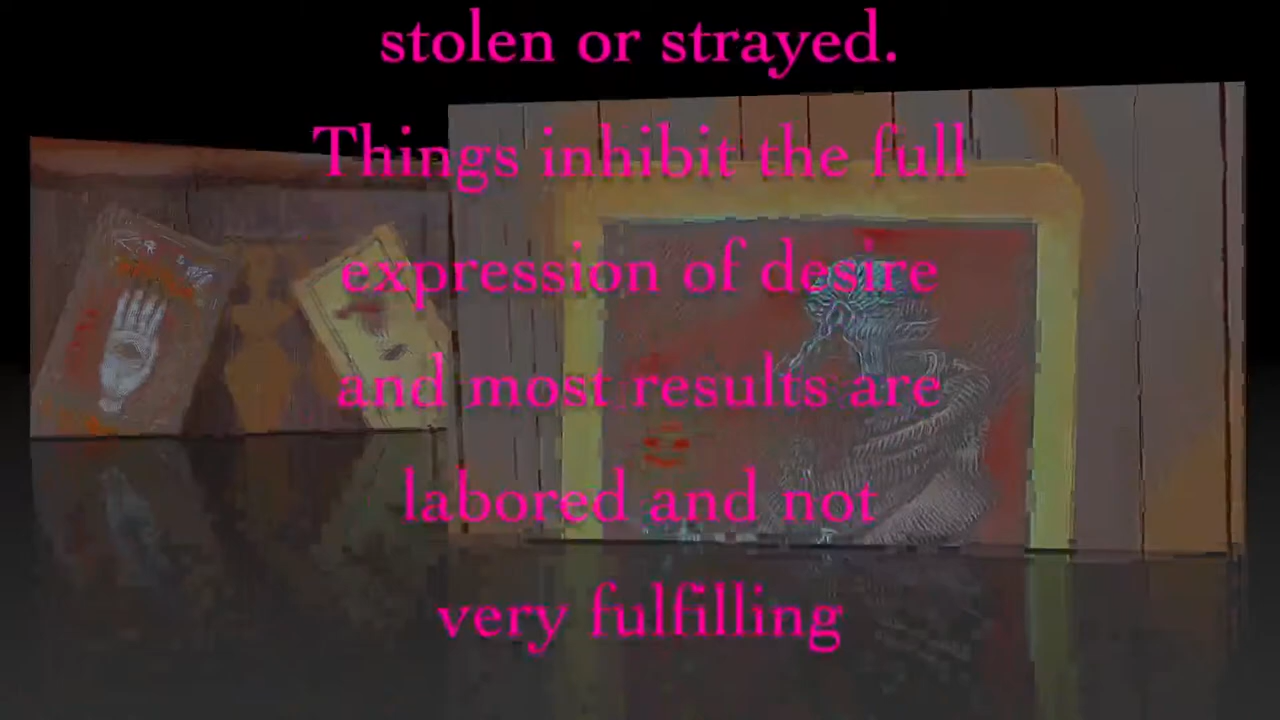 stolen or strayed.
Things inhibit the full
expression of desire
and most results are
labored and not
very fulfilling